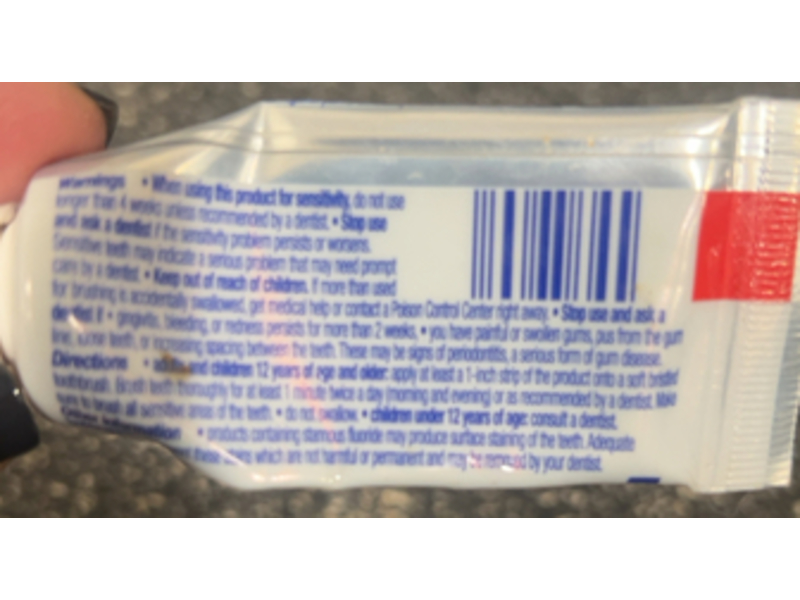 Warnings • When using this product for sensitivity, do not use
longer than 4 weeks unless recommended by a dentist. • Stop use
and ask a dentist if the sensitivity problem persists or worsens.
Sensitive teeth may indicate a serious problem that may need prompt
care by a dentist. • Keep out of reach of children. If more than used
for brushing is accidentally swallowed, get medical help or contact a Poison Control Center right away. • Stop use and ask a
dentist if • gingivitis, bleeding, or redness persists for more than 2 weeks, • you have painful or swollen gums, pus from the gum
line, loose teeth, or increasing spacing between the teeth. These may be signs of periodontitis, a serious form of gum disease.
Directions • adults and children 12 years of age and older: apply at least a 1-inch strip of the product onto a soft bristle
toothbrush. Brush teeth thoroughly for at least 1 minute twice a day (morning and evening) or as recommended by a dentist. Make
sure to brush all sensitive areas of the teeth. • do not swallow. • children under 12 years of age: consult a dentist.
Other Information • products containing stannous fluoride may produce surface staining of the teeth. Adequate
these stains which are not harmful or permanent and may be removed by your dentist.